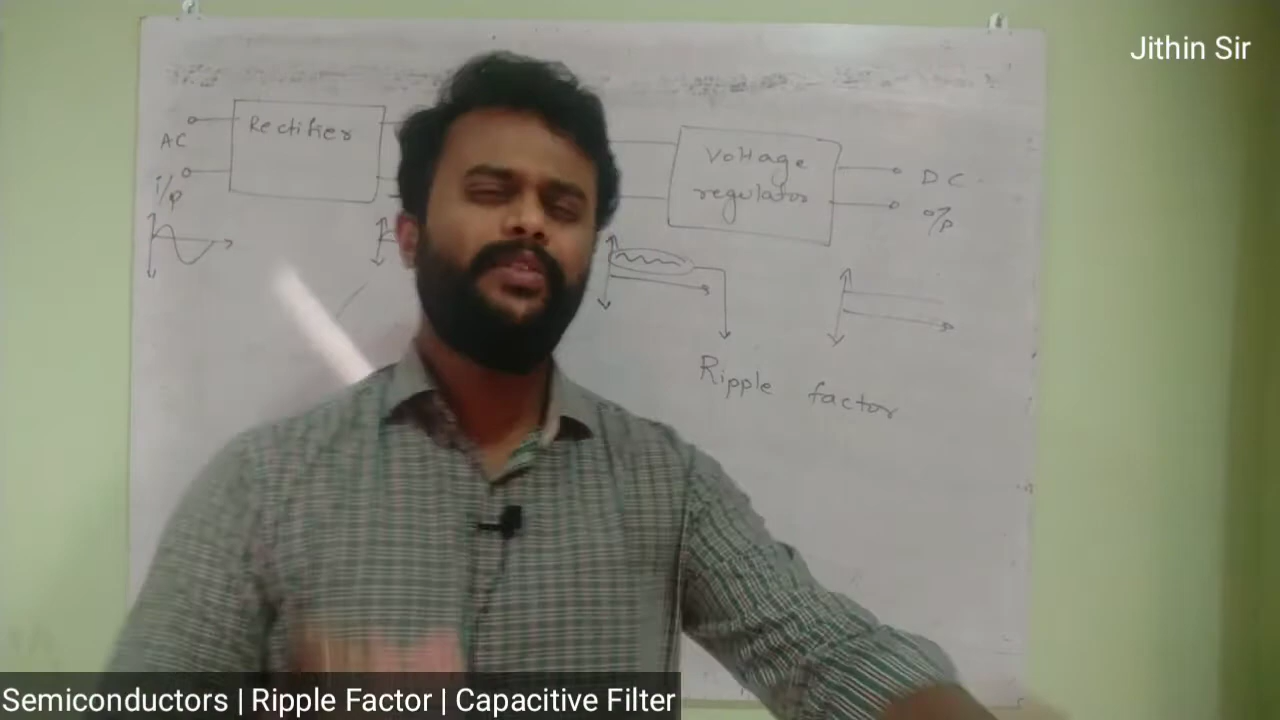 Jithin Sir
Rectifier
AC
i/p
Voltage
regulator
DC
o/p
Ripple factor
Semiconductors | Ripple Factor | Capacitive Filter